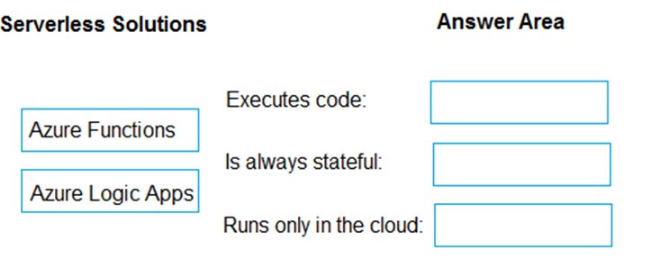 Serverless Solutions
Answer Area
Executes code:
Azure Functions
Is always stateful:
Azure Logic Apps
Runs only in the cloud: